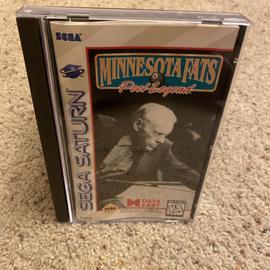 SEGA
MINNESOTA FATS
Pool Legend
SEGA SATURN
DATA
EAST
K-A